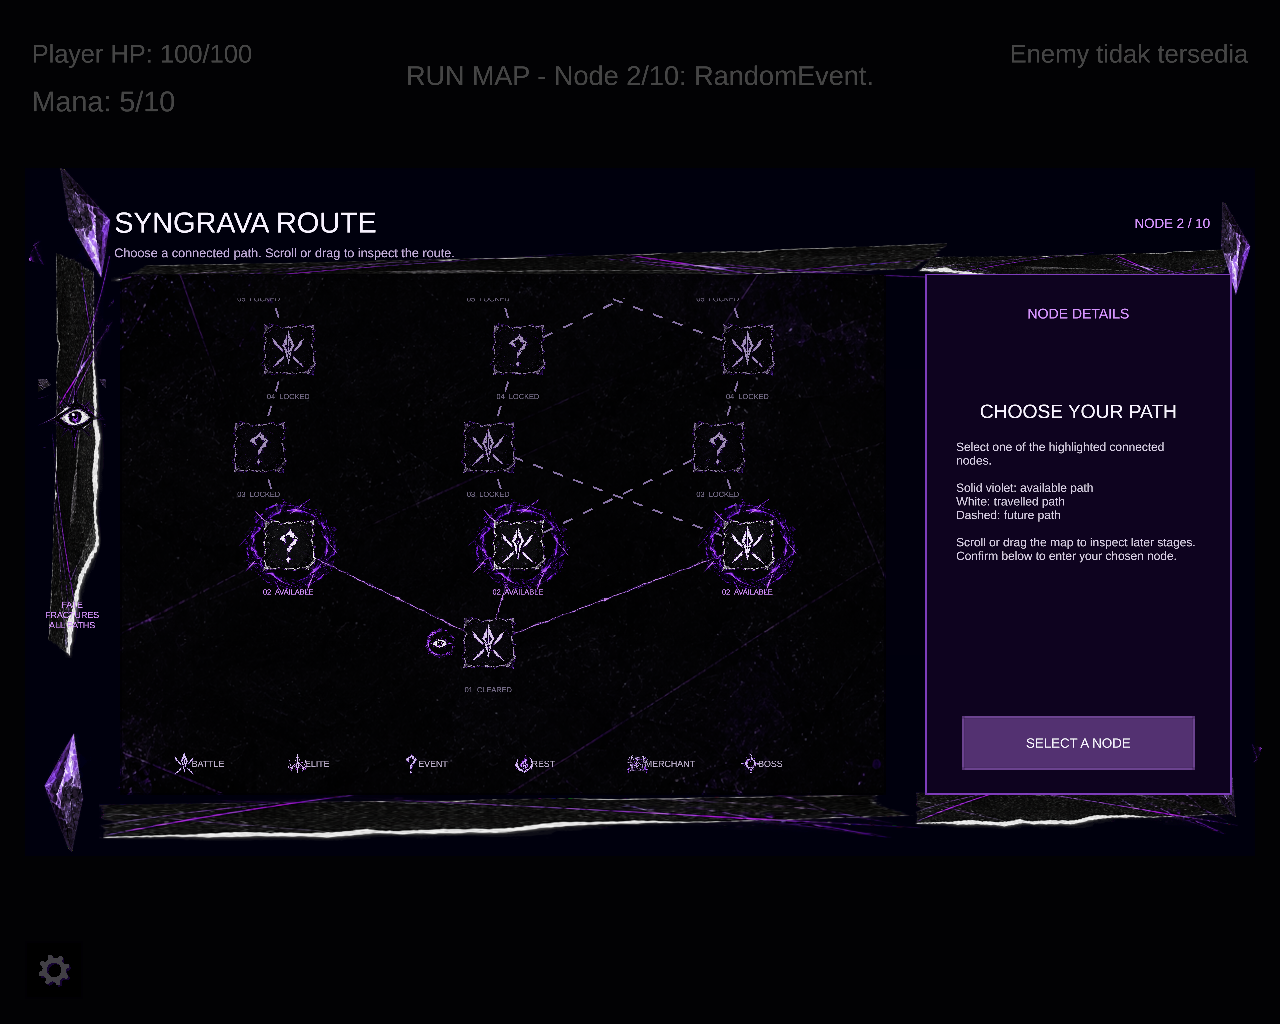 Player HP: 100/100
Enemy tidak tersedia
RUN MAP - Node 2/10: RandomEvent.
Mana: 5/10
SYNGRAVA ROUTE
NODE 2 / 10
Choose a connected path. Scroll or drag to inspect the route.
NODE DETAILS
04 LOCKED
04 LOCKED
04 LOCKED
CHOOSE YOUR PATH
Select one of the highlighted connected
nodes.
Solid violet: available path
White: travelled path
Dashed: future path
Scroll or drag the map to inspect later stages.
Confirm below to enter your chosen node.
03 LOCKED
03 LOCKED
03 LOCKED
02 AVAILABLE
02 AVAILABLE
02 AVAILABLE
FRACTURES
01 CLEARED
SELECT A NODE
BATTLE
ELITE
EVENT
REST
MERCHANT
BOSS